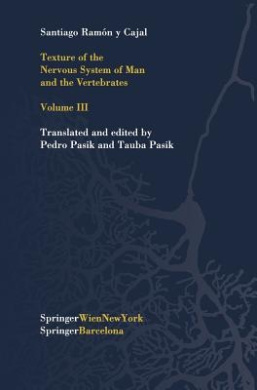 Santiago Ramón y Cajal
Texture of the
Nervous System of Man
and the Vertebrates
Volume III
Translated and edited by
Pedro Pasik and Tauba Pasik
SpringerWienNewYork
SpringerBarcelona